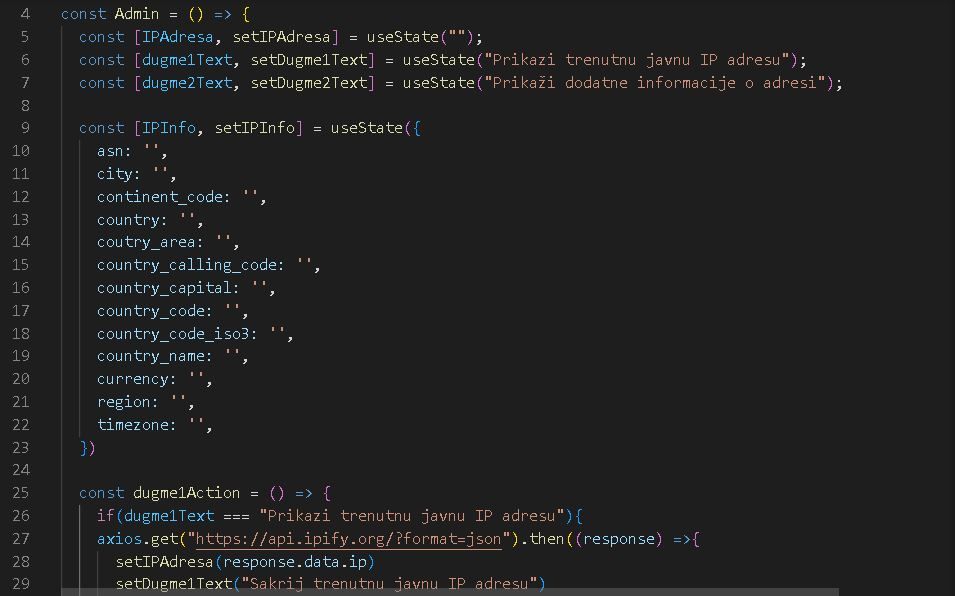 4 const Admin = () => {
5 const [IPAdresa, setIPAdresa] = useState("");
6 const [dugme1Text, setDugme1Text] = useState("Prikazi trenutnu javnu IP adresu");
7 const [dugme2Text, setDugme2Text] = useState("Prikaži dodatne informacije o adresi");
8
9 const [IPInfo, setIPInfo] = useState({
10 asn: '',
11 city: '',
12 continent_code: '',
13 country: '',
14 coutry_area: '',
15 country_calling_code: '',
16 country_capital: '',
17 country_code: '',
18 country_code_iso3: '',
19 country_name: '',
20 currency: '',
21 region: '',
22 timezone: '',
23 })
24
25 const dugme1Action = () => {
26 if(dugme1Text === "Prikazi trenutnu javnu IP adresu"){
27 axios.get("https://api.ipify.org/?format=json").then((response) =>{
28 setIPAdresa(response.data.ip)
29 setDugme1Text("Sakrij trenutnu javnu IP adresu")